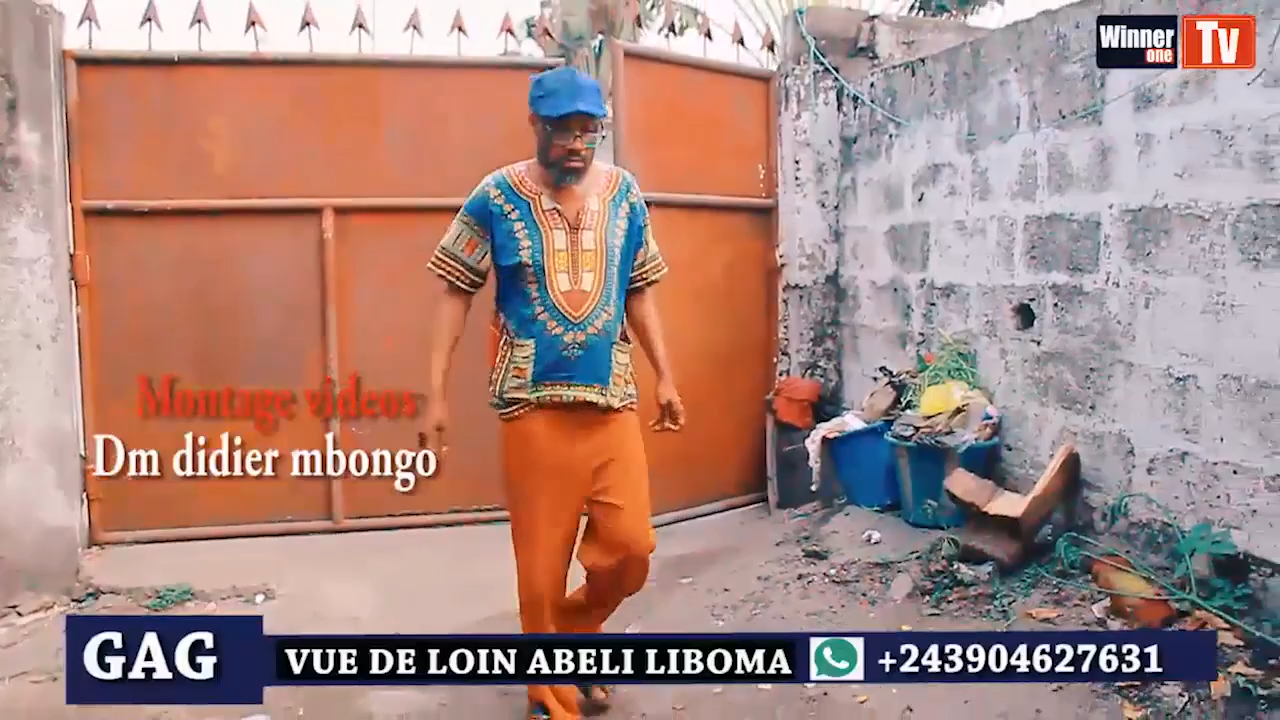 Winner
one
TV
Montage videos
Dm didier mbongo
GAG
VUE DE LOIN ABELI LIBOMA
+243904627631